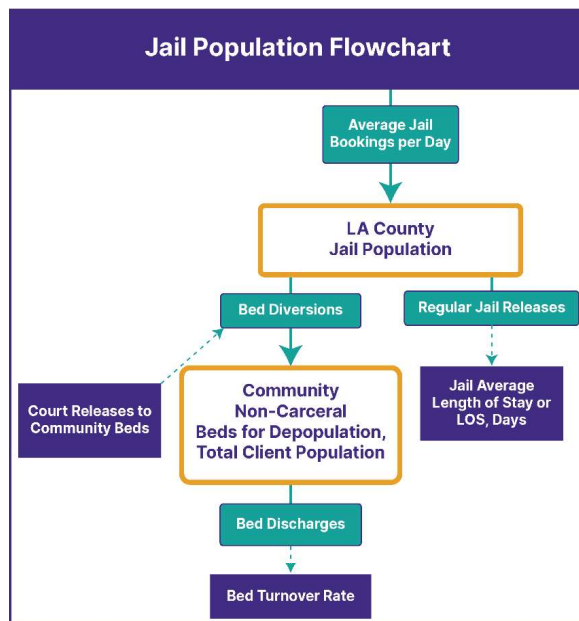 Jail Population Flowchart
Average Jail
Bookings per Day
LA County
Jail Population
Bed Diversions
Regular Jail Releases
Court Releases to
Community Beds
Community
Non-Carceral
Beds for Depopulation,
Total Client Population
Jail Average
Length of Stay or
LOS, Days
Bed Discharges
Bed Turnover Rate